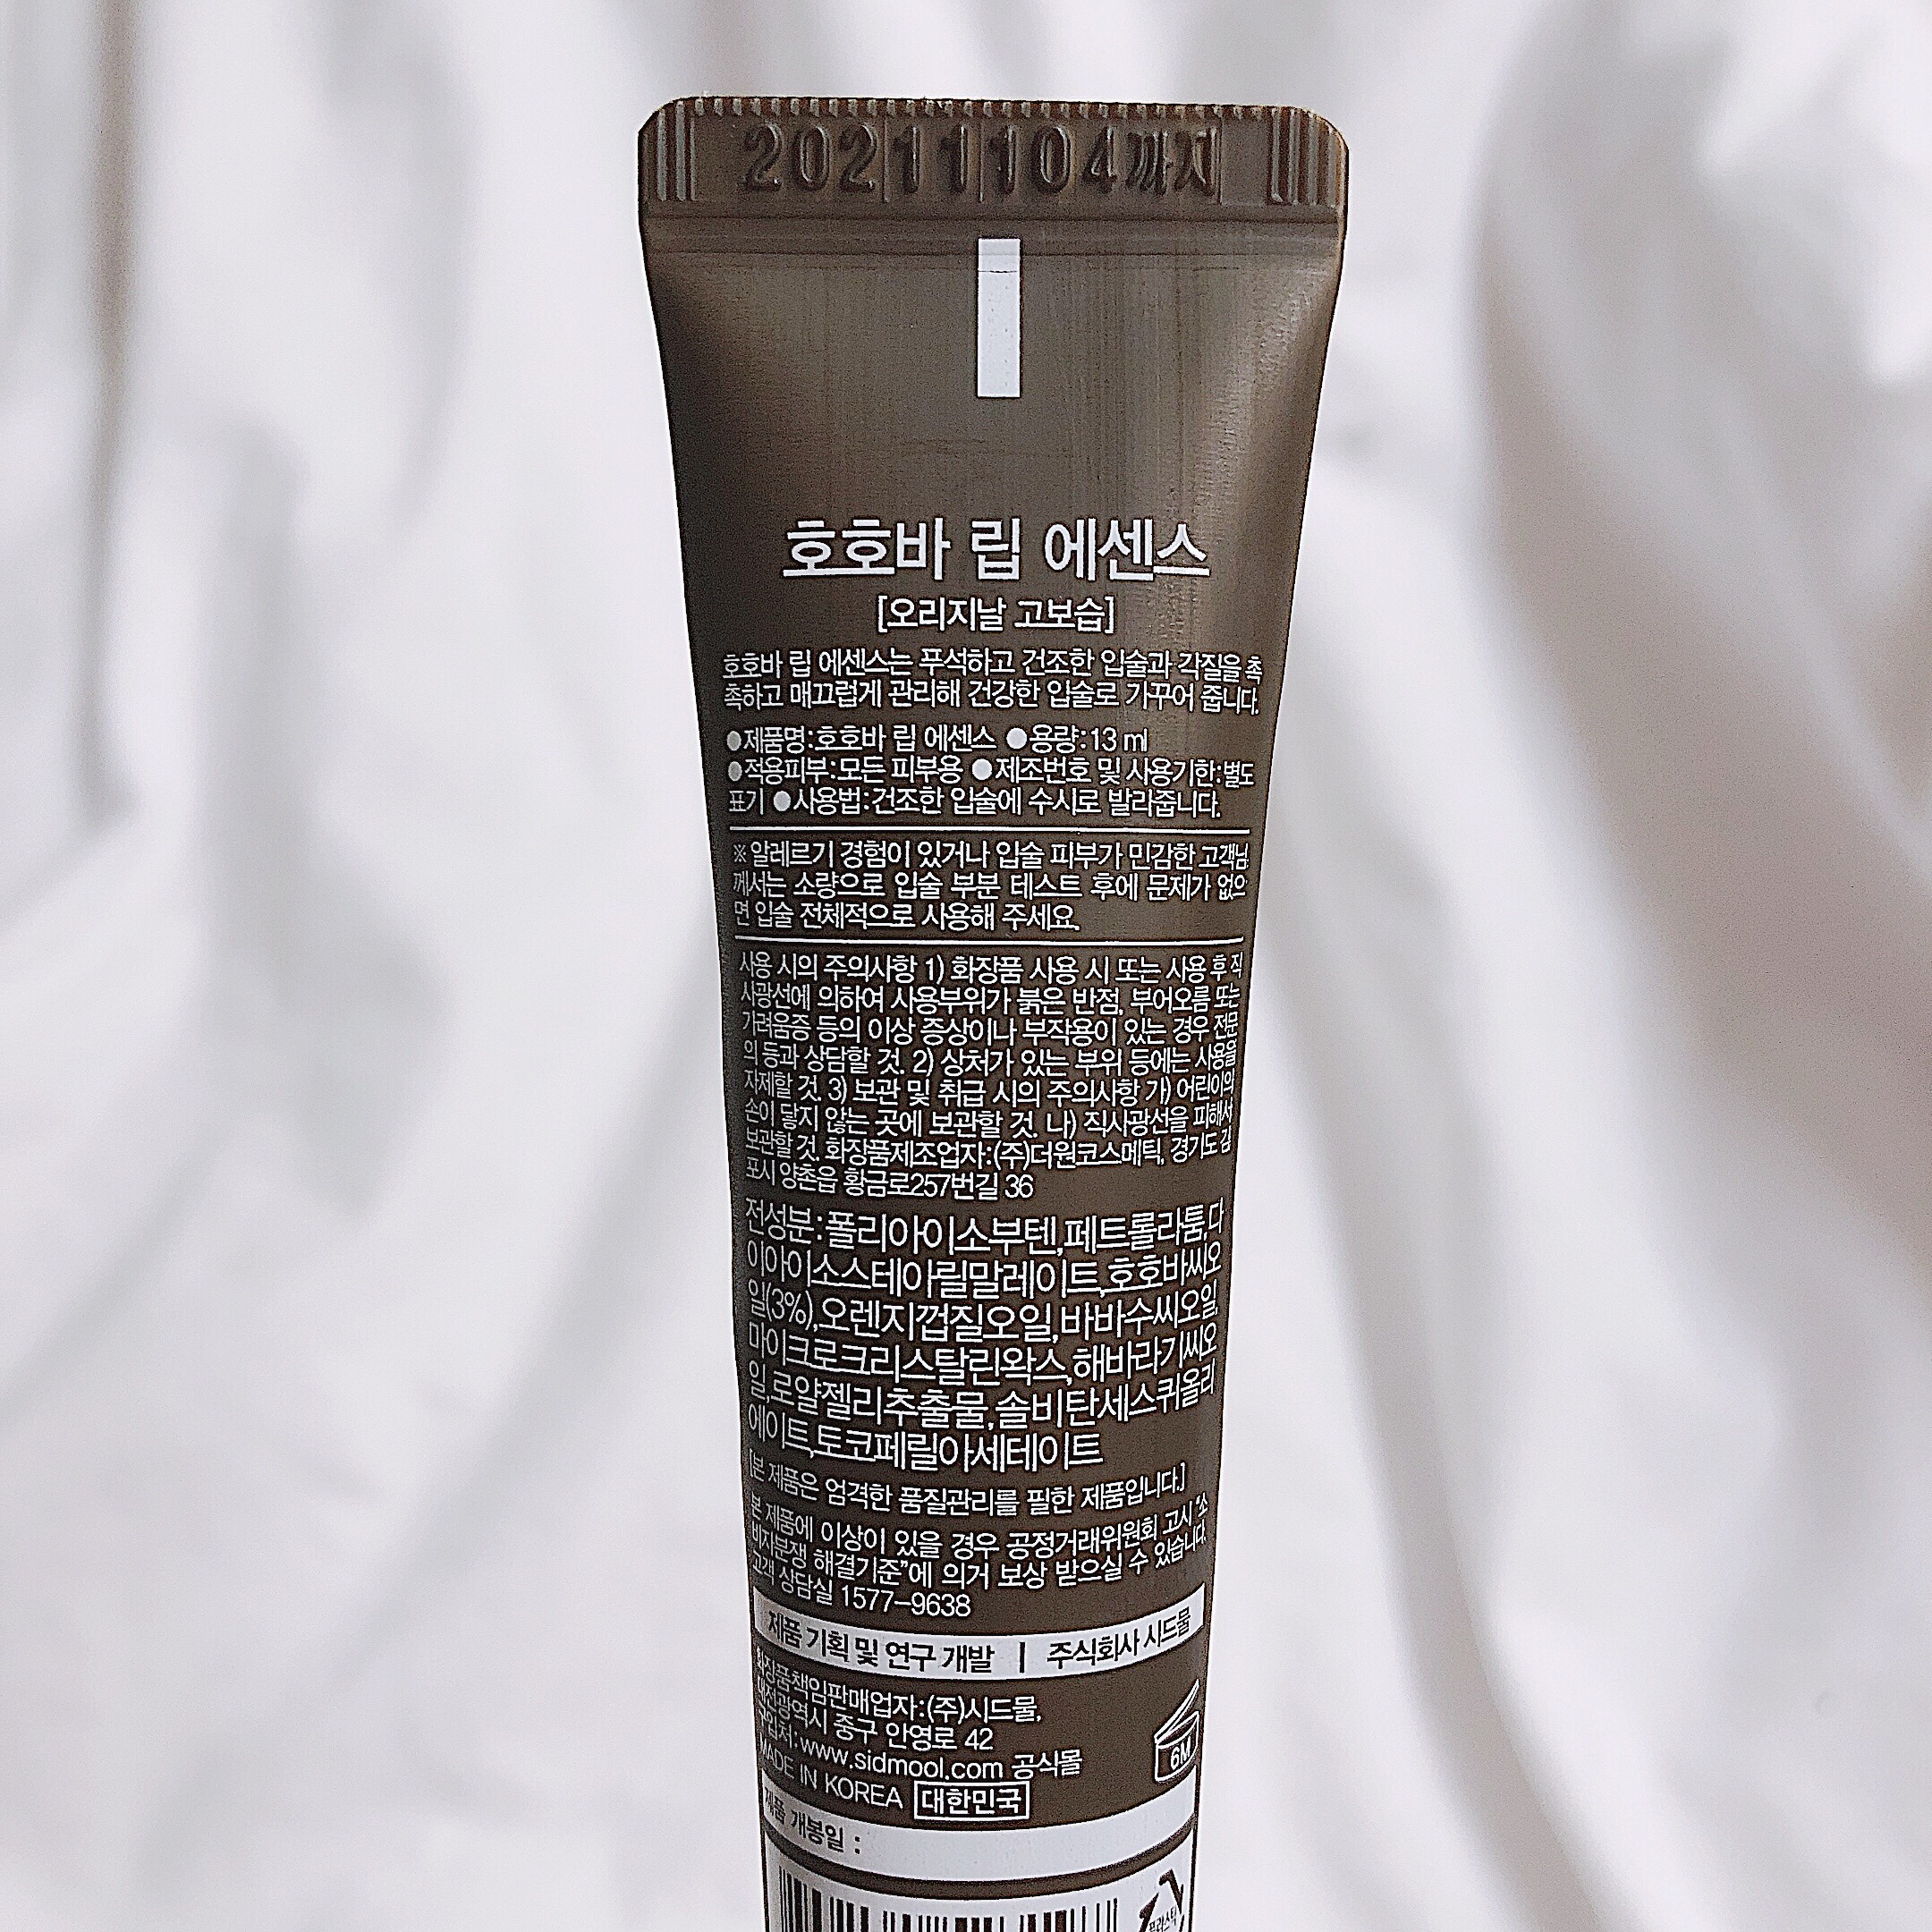 20211104까지
호호바 립 에센스
[오리지날 고보습]
호호바 립 에센스는 푸석하고 건조한 입술과 각질을 촉
촉하고 매끄럽게 관리해 건강한 입술로 가꾸어 줍니다.
●제품명:호호바 립 에센스 ●용량:13 ml
●적용피부:모든 피부용 ●제조번호 및 사용기한:별도
표기 ●사용법:건조한 입술에 수시로 발라줍니다.
※알레르기 경험이 있거나 입술 피부가 민감한 고객님
께서는 소량으로 입술 부분 테스트 후에 문제가 없으
면 입술 전체적으로 사용해 주세요.
사용 시의 주의사항 1) 화장품 사용 시 또는 사용 후 직
사광선에 의하여 사용부위가 붉은 반점, 부어오름 또는
가려움증 등의 이상 증상이나 부작용이 있는 경우 전문
의 등과 상담할 것. 2) 상처가 있는 부위 등에는 사용을
자제할 것. 3) 보관 및 취급 시의 주의사항 가) 어린이의
손이 닿지 않는 곳에 보관할 것. 나) 직사광선을 피해서
보관할 것. 화장품제조업자:(주)더원코스메틱, 경기도 김
포시 양촌읍 황금로257번길 36
전성분:폴리아이소부텐,페트롤라툼,다
이아이소스테아릴말레이트,호호바씨오
일(3%),오렌지껍질오일,바바수씨오일,
마이크로크리스탈린왁스,해바라기씨오
일,로얄젤리추출물,솔비탄세스퀴올리
에이트,토코페릴아세테이트
[본 제품은 엄격한 품질관리를 필한 제품입니다.]
본 제품에 이상이 있을 경우 공정거래위원회 고시 "소
비자분쟁 해결기준"에 의거 보상 받으실 수 있습니다.
고객 상담실 1577-9638
제품 기획 및 연구 개발 | 주식회사 시드물
화장품책임판매업자:(주)시드물,
대전광역시 중구 안영로 42
구입처:www.sidmool.com 공식몰
MADE IN KOREA 대한민국
6M
제품 개봉일 :
플라스틱